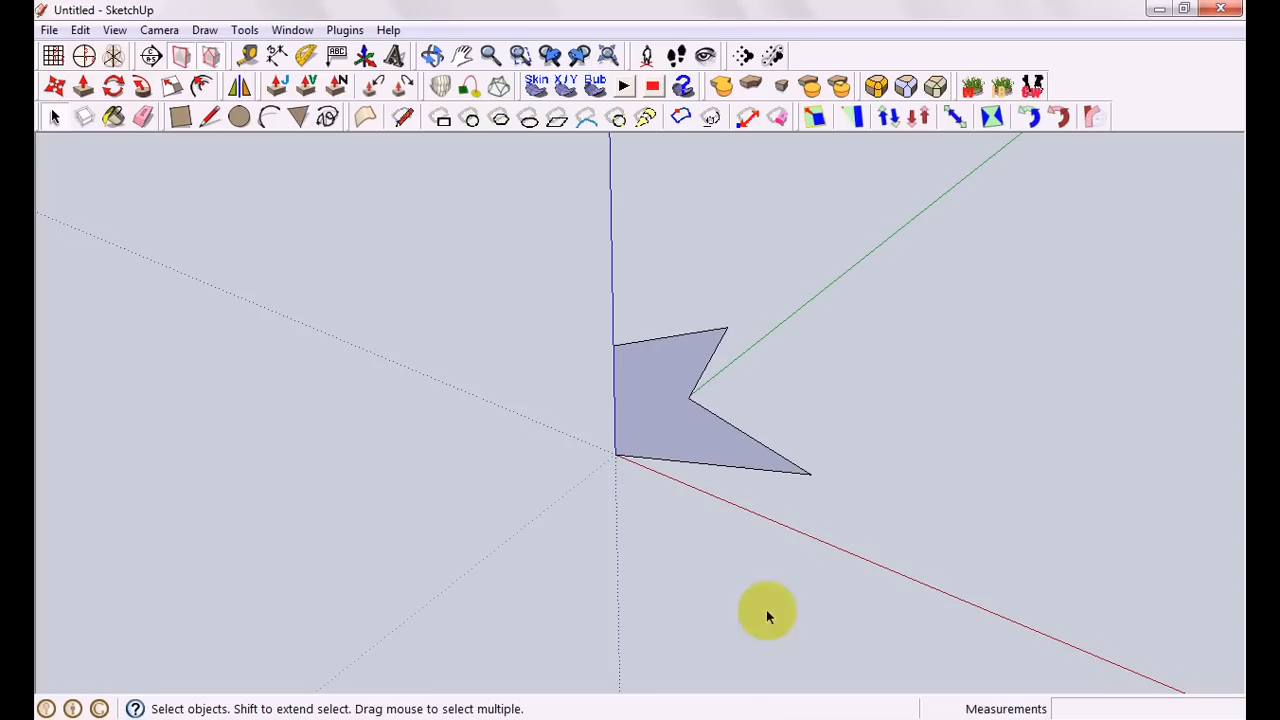 Untitled - SketchUp
File Edit View Camera Draw Tools Window Plugins Help
ABC A
J V N Skin X/Y Bub
Select objects. Shift to extend select. Drag mouse to select multiple. Measurements